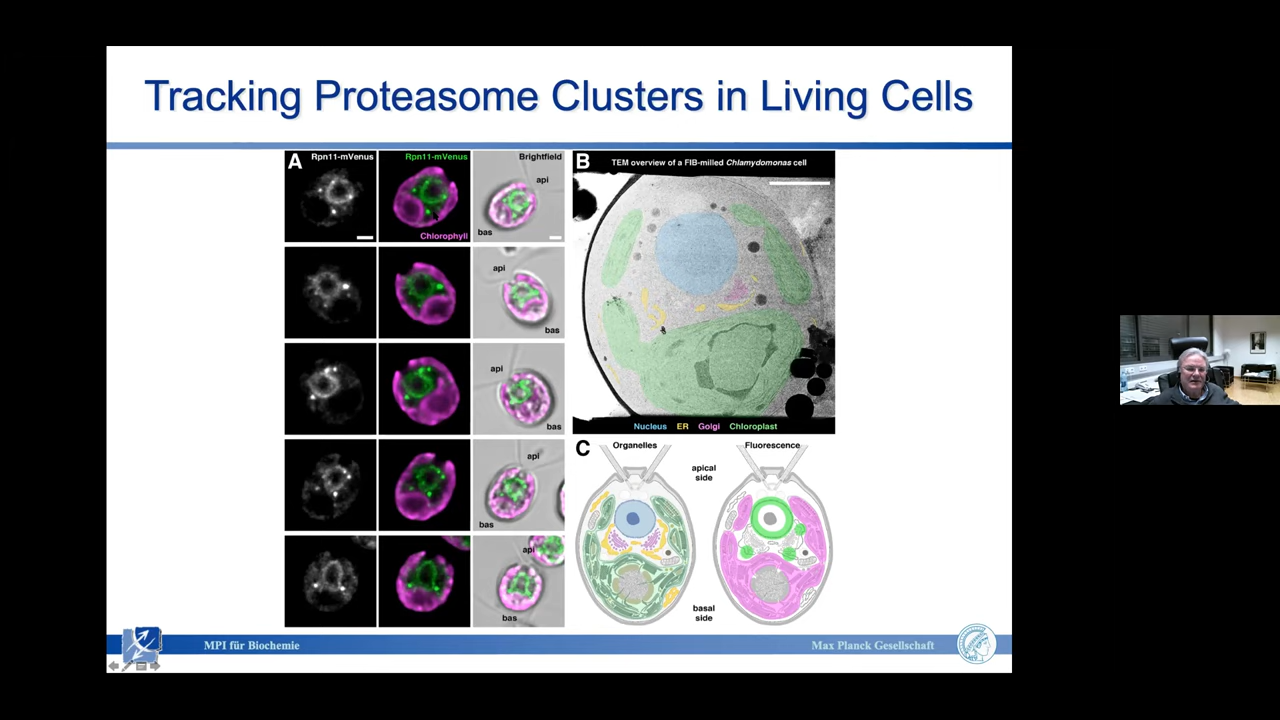 Tracking Proteasome Clusters in Living Cells
A
Rpn11-mVenus
Rpn11-mVenus
Chlorophyll
Brightfield
api
bas
api
bas
api
bas
api
bas
api
bas
B
TEM overview of a FIB-milled Chlamydomonas cell
Nucleus ER Golgi Chloroplast
C
Organelles
Fluorescence
apical
side
basal
side
MPI für Biochemie
Max Planck Gesellschaft